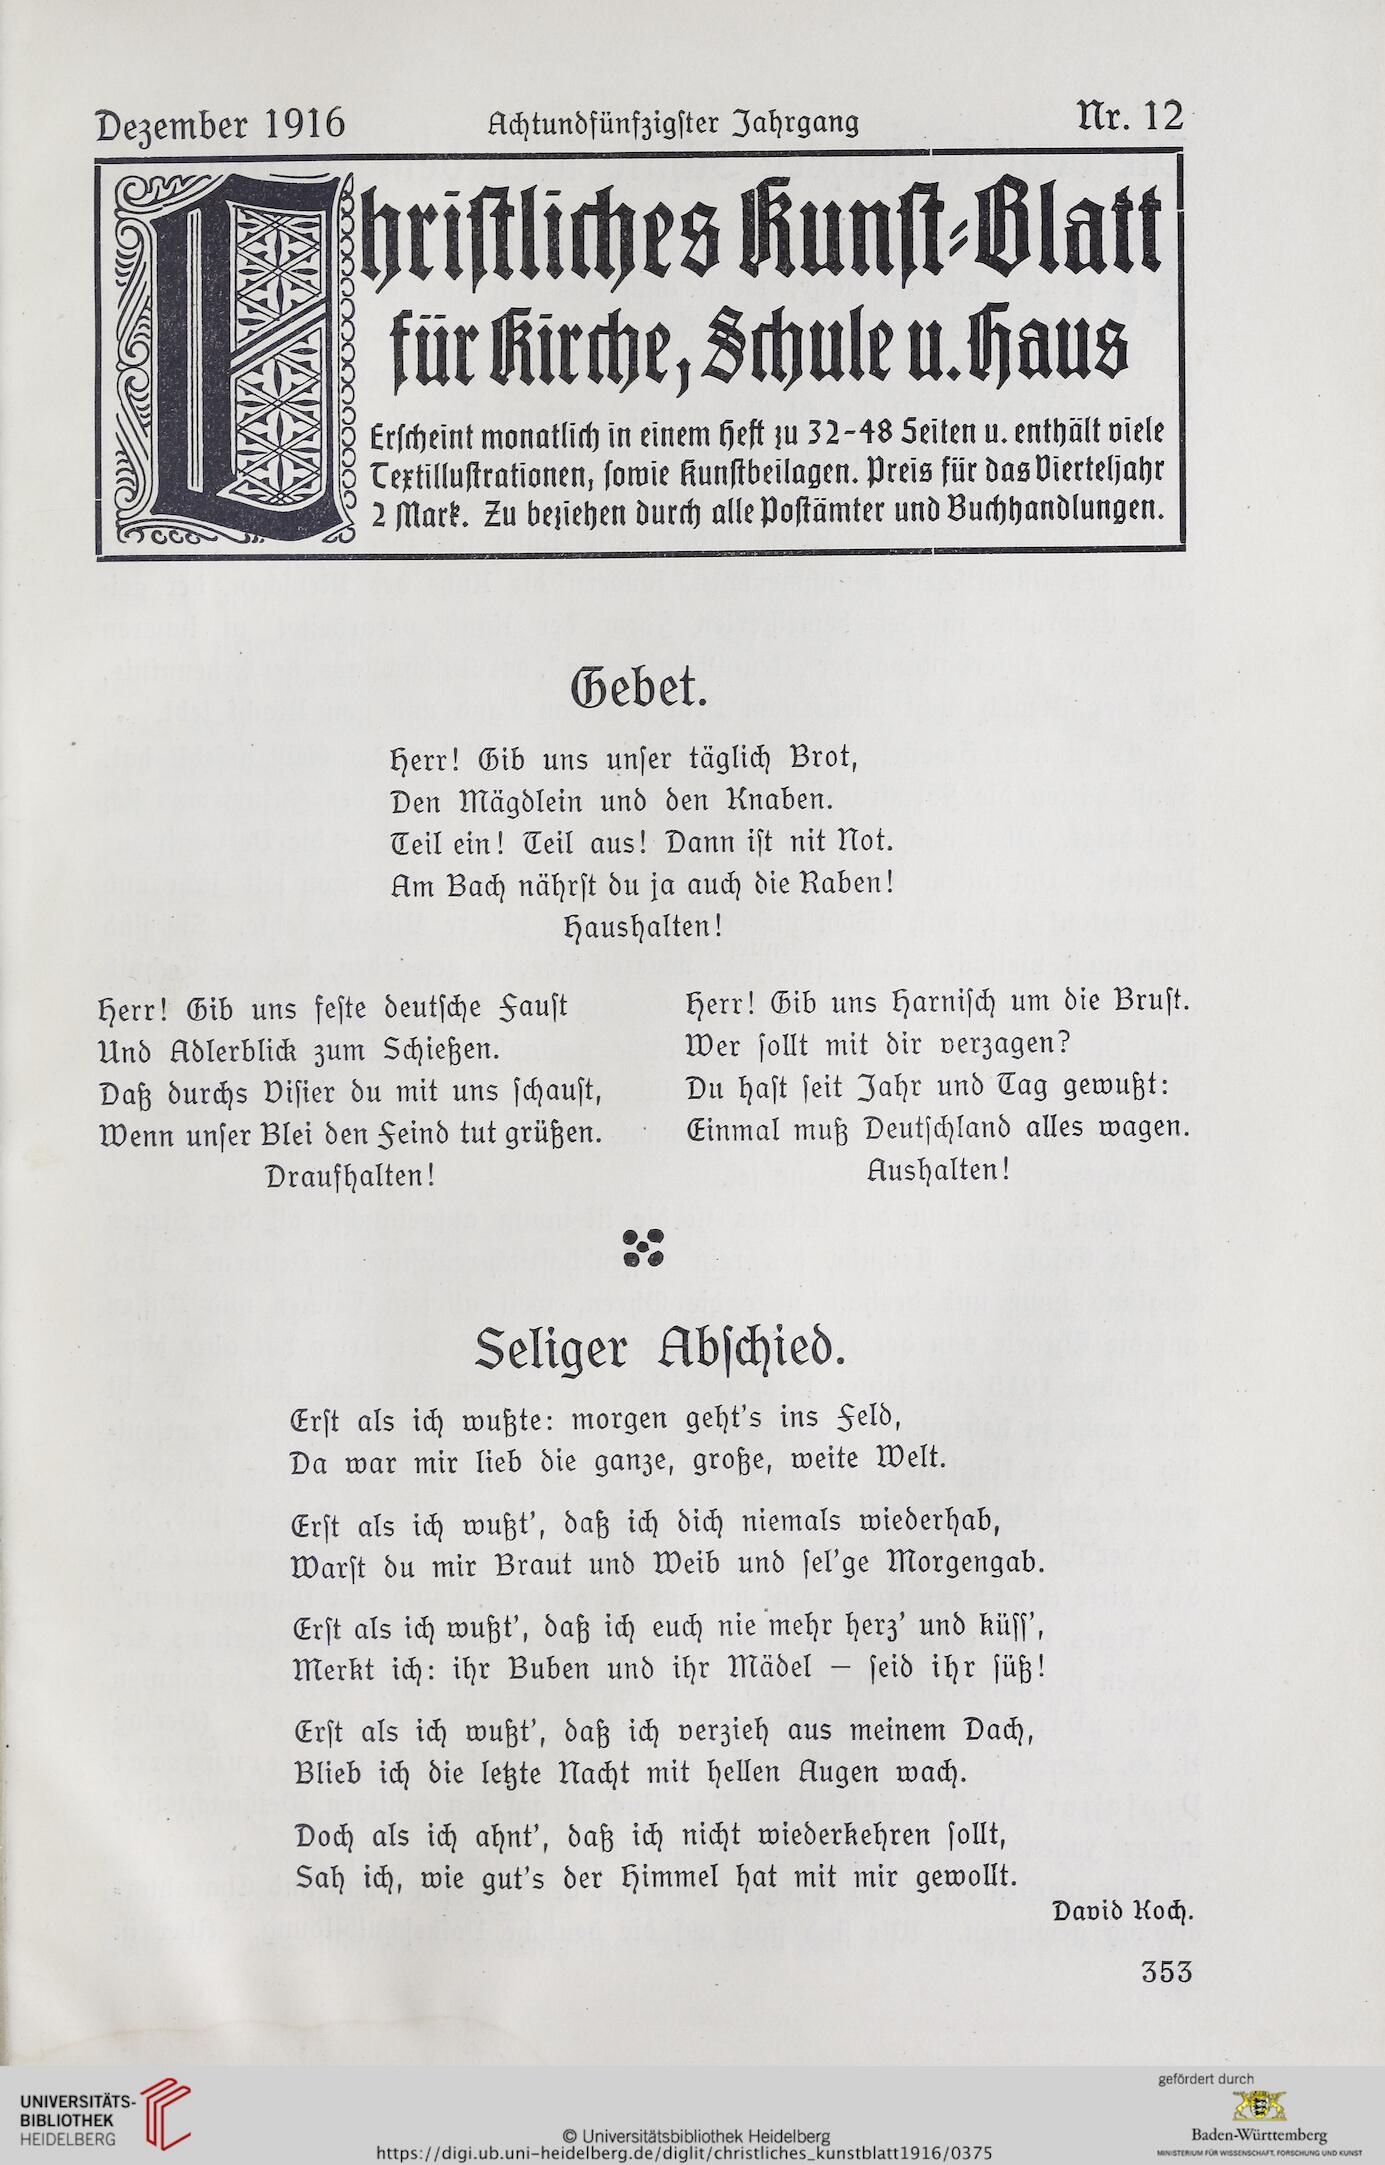 Dezember 1916 Achtundfünfzigster Jahrgang Nr. 12
Christliches Kunst-Blatt
für Kirche, Schule u. Haus
Erscheint monatlich in einem Heft zu 32-48 Seiten u. enthält viele
Textillustrationen, sowie Kunstbeilagen. Preis für das Vierteljahr
2 Mark. Zu beziehen durch alle Postämter und Buchhandlungen.
Gebet.
Herr! Gib uns unser täglich Brot,
Den Mägdlein und den Knaben.
Teil ein! Teil aus! Dann ist nit Not.
Am Bach nährst du ja auch die Raben!
Haushalten!
Herr! Gib uns feste deutsche Faust
Und Adlerblick zum Schießen.
Daß durchs Visier du mit uns schaust,
Wenn unser Blei den Feind tut grüßen.
Draufhalten!
Herr! Gib uns Harnisch um die Brust.
Wer sollt mit dir verzagen?
Du hast seit Jahr und Tag gewußt:
Einmal muß Deutschland alles wagen.
Aushalten!
Seliger Abschied.
Erst als ich wußte: morgen geht's ins Feld,
Da war mir lieb die ganze, große, weite Welt.
Erst als ich wußt', daß ich dich niemals wiederhab,
Warst du mir Braut und Weib und sel'ge Morgengab.
Erst als ich wußt', daß ich euch nie mehr herz' und küss',
Merkt ich: ihr Buben und ihr Mädel – seid ihr süß!
Erst als ich wußt', daß ich verzieh aus meinem Dach,
Blieb ich die letzte Nacht mit hellen Augen wach.
Doch als ich ahnt', daß ich nicht wiederkehren sollt,
Sah ich, wie gut's der Himmel hat mit mir gewollt.
David Koch.
353
UNIVERSITÄTS-
BIBLIOTHEK
HEIDELBERG
© Universitätsbibliothek Heidelberg
https://digi.ub.uni-heidelberg.de/diglit/christliches_kunstblatt1916/0375
gefördert durch
Baden-Württemberg
MINISTERIUM FÜR WISSENSCHAFT, FORSCHUNG UND KUNST